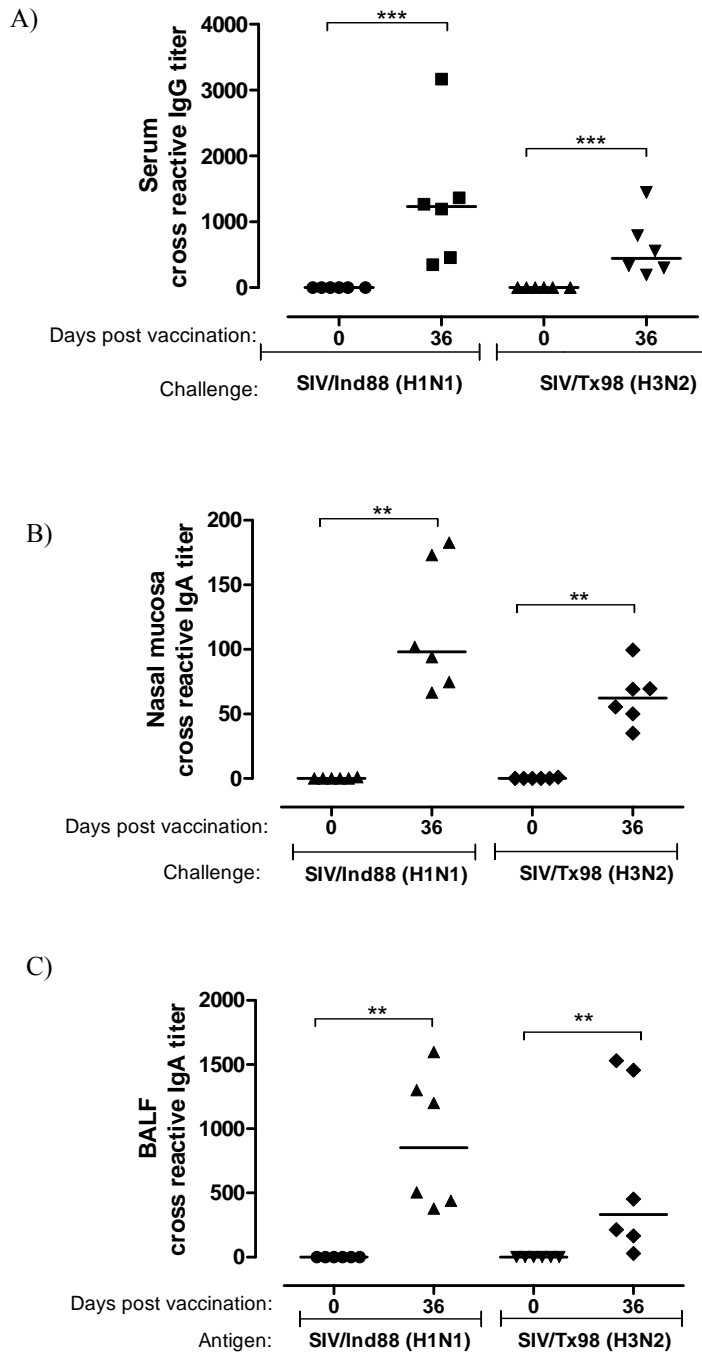 A)
Serum
cross reactive IgG titer
4000
3000
2000
1000
0
***
***
Days post vaccination:
0 36 0 36
Challenge:
SIV/Ind88 (H1N1) SIV/Tx98 (H3N2)
B)
Nasal mucosa
cross reactive IgA titer
200
150
100
50
0
**
**
Days post vaccination:
0 36 0 36
Challenge:
SIV/Ind88 (H1N1) SIV/Tx98 (H3N2)
C)
BALF
cross reactive IgA titer
2000
1500
1000
500
0
**
**
Days post vaccination:
0 36 0 36
Antigen:
SIV/Ind88 (H1N1) SIV/Tx98 (H3N2)